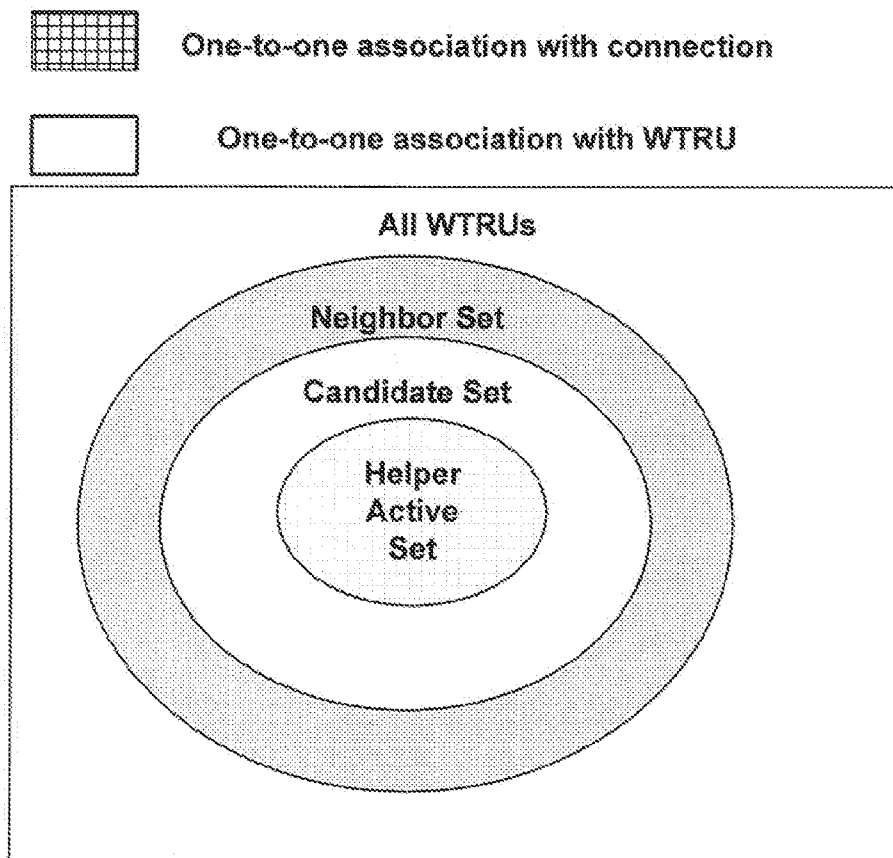 One-to-one association with connection
One-to-one association with WTRU
All WTRUs
Neighbor Set
Candidate Set
Helper
Active
Set